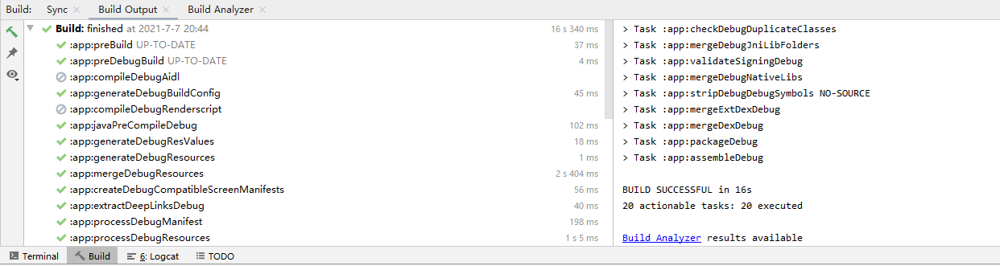 Build: Sync Build Output Build Analyzer
Build: finished at 2021-7-7 20:44 16 s 340 ms
:app:preBuild UP-TO-DATE 37 ms
:app:preDebugBuild UP-TO-DATE 4 ms
:app:compileDebugAidl
:app:generateDebugBuildConfig 45 ms
:app:compileDebugRenderscript
:app:javaPreCompileDebug 102 ms
:app:generateDebugResValues 18 ms
:app:generateDebugResources 1 ms
:app:mergeDebugResources 2 s 404 ms
:app:createDebugCompatibleScreenManifests 56 ms
:app:extractDeepLinksDebug 40 ms
:app:processDebugManifest 198 ms
:app:processDebugResources 1 s 5 ms
> Task :app:checkDebugDuplicateClasses
> Task :app:mergeDebugJniLibFolders
> Task :app:validateSigningDebug
> Task :app:mergeDebugNativeLibs
> Task :app:stripDebugDebugSymbols NO-SOURCE
> Task :app:mergeExtDexDebug
> Task :app:mergeDexDebug
> Task :app:packageDebug
> Task :app:assembleDebug
BUILD SUCCESSFUL in 16s
20 actionable tasks: 20 executed
Build Analyzer results available
Terminal Build 6: Logcat TODO